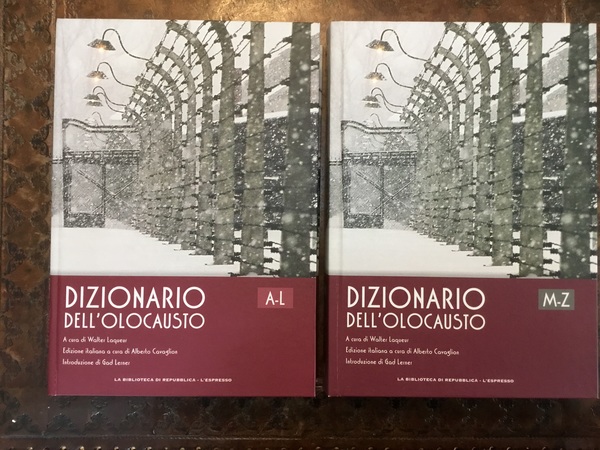 DIZIONARIO
DELL'OLOCAUSTO
A-L
A cura di Walter Laqueur
Edizione italiana a cura di Alberto Cavaglion
Introduzione di Gad Lerner
LA BIBLIOTECA DI REPUBBLICA - L'ESPRESSO
DIZIONARIO
DELL'OLOCAUSTO
M-Z
A cura di Walter Laqueur
Edizione italiana a cura di Alberto Cavaglion
Introduzione di Gad Lerner
LA BIBLIOTECA DI REPUBBLICA - L'ESPRESSO